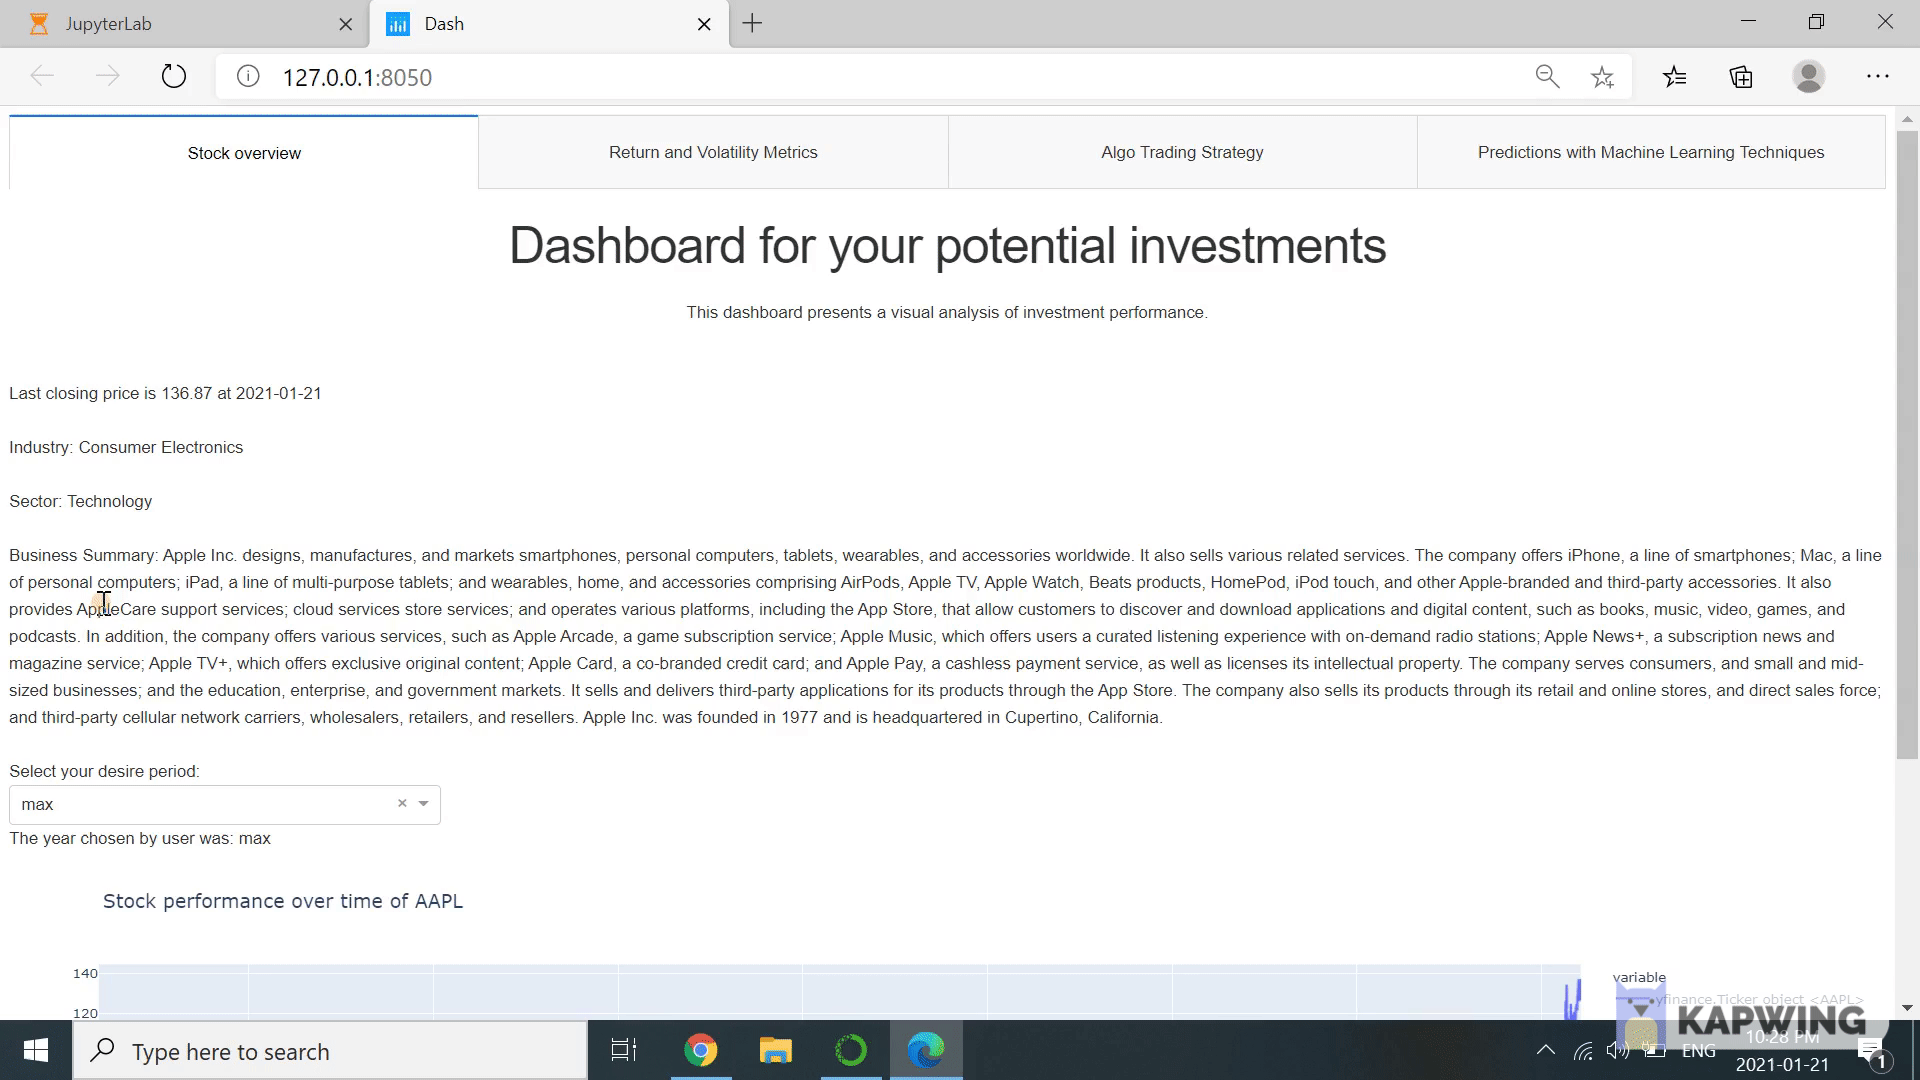 JupyterLab
Dash
127.0.0.1:8050
Stock overview
Return and Volatility Metrics
Algo Trading Strategy
Predictions with Machine Learning Techniques
Dashboard for your potential investments
This dashboard presents a visual analysis of investment performance.
Last closing price is 136.87 at 2021-01-21
Industry: Consumer Electronics
Sector: Technology
Business Summary: Apple Inc. designs, manufactures, and markets smartphones, personal computers, tablets, wearables, and accessories worldwide. It also sells various related services. The company offers iPhone, a line of smartphones; Mac, a line
of personal computers; iPad, a line of multi-purpose tablets; and wearables, home, and accessories comprising AirPods, Apple TV, Apple Watch, Beats products, HomePod, iPod touch, and other Apple-branded and third-party accessories. It also
provides AppleCare support services; cloud services store services; and operates various platforms, including the App Store, that allow customers to discover and download applications and digital content, such as books, music, video, games, and
podcasts. In addition, the company offers various services, such as Apple Arcade, a game subscription service; Apple Music, which offers users a curated listening experience with on-demand radio stations; Apple News+, a subscription news and
magazine service; Apple TV+, which offers exclusive original content; Apple Card, a co-branded credit card; and Apple Pay, a cashless payment service, as well as licenses its intellectual property. The company serves consumers, and small and mid-
sized businesses; and the education, enterprise, and government markets. It sells and delivers third-party applications for its products through the App Store. The company also sells its products through its retail and online stores, and direct sales force;
and third-party cellular network carriers, wholesalers, retailers, and resellers. Apple Inc. was founded in 1977 and is headquartered in Cupertino, California.
Select your desire period:
max
The year chosen by user was: max
Stock performance over time of AAPL
140
120
variable
yfinance.Ticker object <AAPL>
KAPWING
Type here to search
ENG
10:28 PM
2021-01-21
1